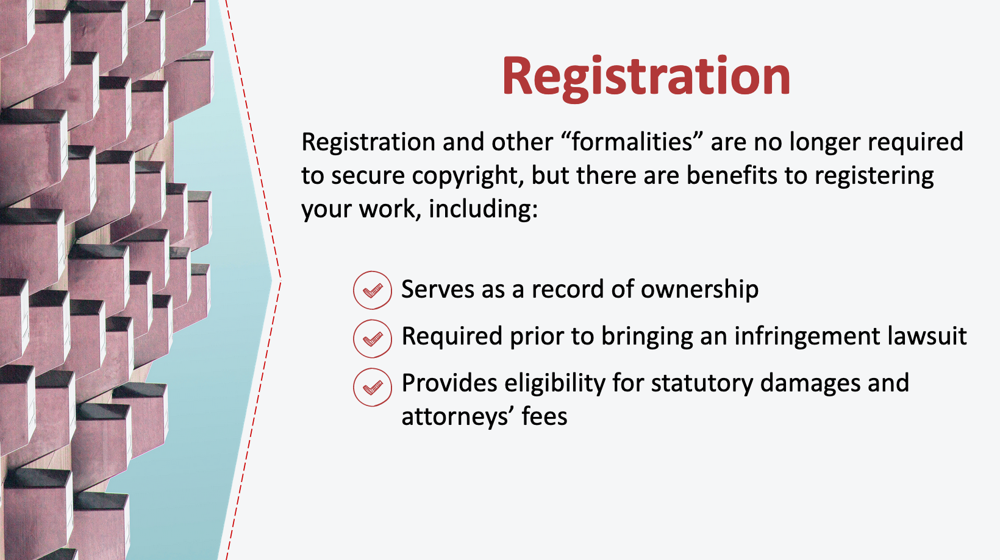 Registration
Registration and other “formalities” are no longer required
to secure copyright, but there are benefits to registering
your work, including:
Serves as a record of ownership
Required prior to bringing an infringement lawsuit
Provides eligibility for statutory damages and
attorneys’ fees